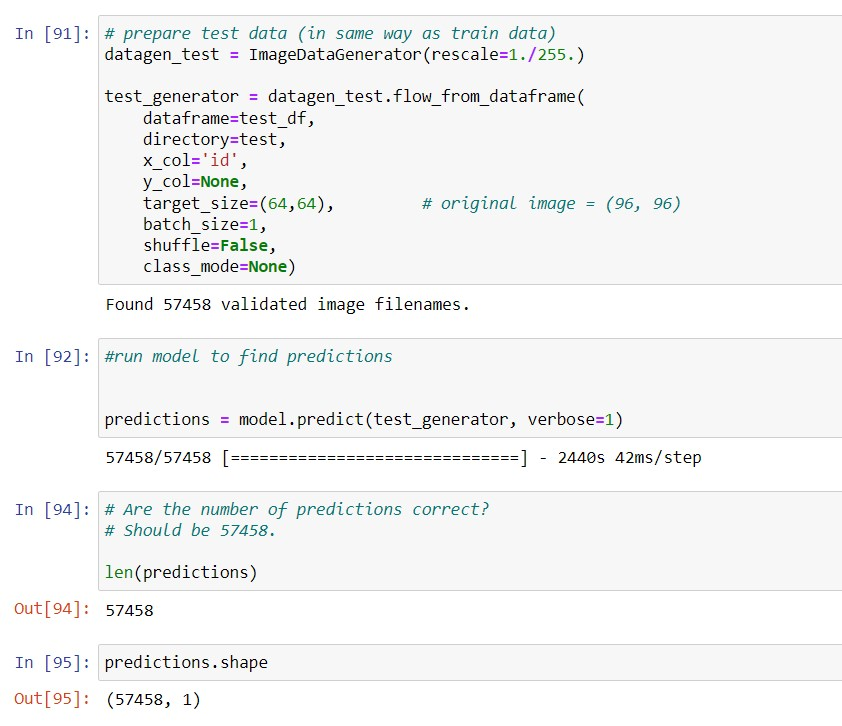 In [91]: # prepare test data (in same way as train data)
datagen_test = ImageDataGenerator(rescale=1./255.)
test_generator = datagen_test.flow_from_dataframe(
dataframe=test_df,
directory=test,
x_col='id',
y_col=None,
target_size=(64,64), # original image = (96, 96)
batch_size=1,
shuffle=False,
class_mode=None)
Found 57458 validated image filenames.
In [92]: #run model to find predictions
predictions = model.predict(test_generator, verbose=1)
57458/57458 [==============================] - 2440s 42ms/step
In [94]: # Are the number of predictions correct?
# Should be 57458.
len(predictions)
Out[94]: 57458
In [95]: predictions.shape
Out[95]: (57458, 1)